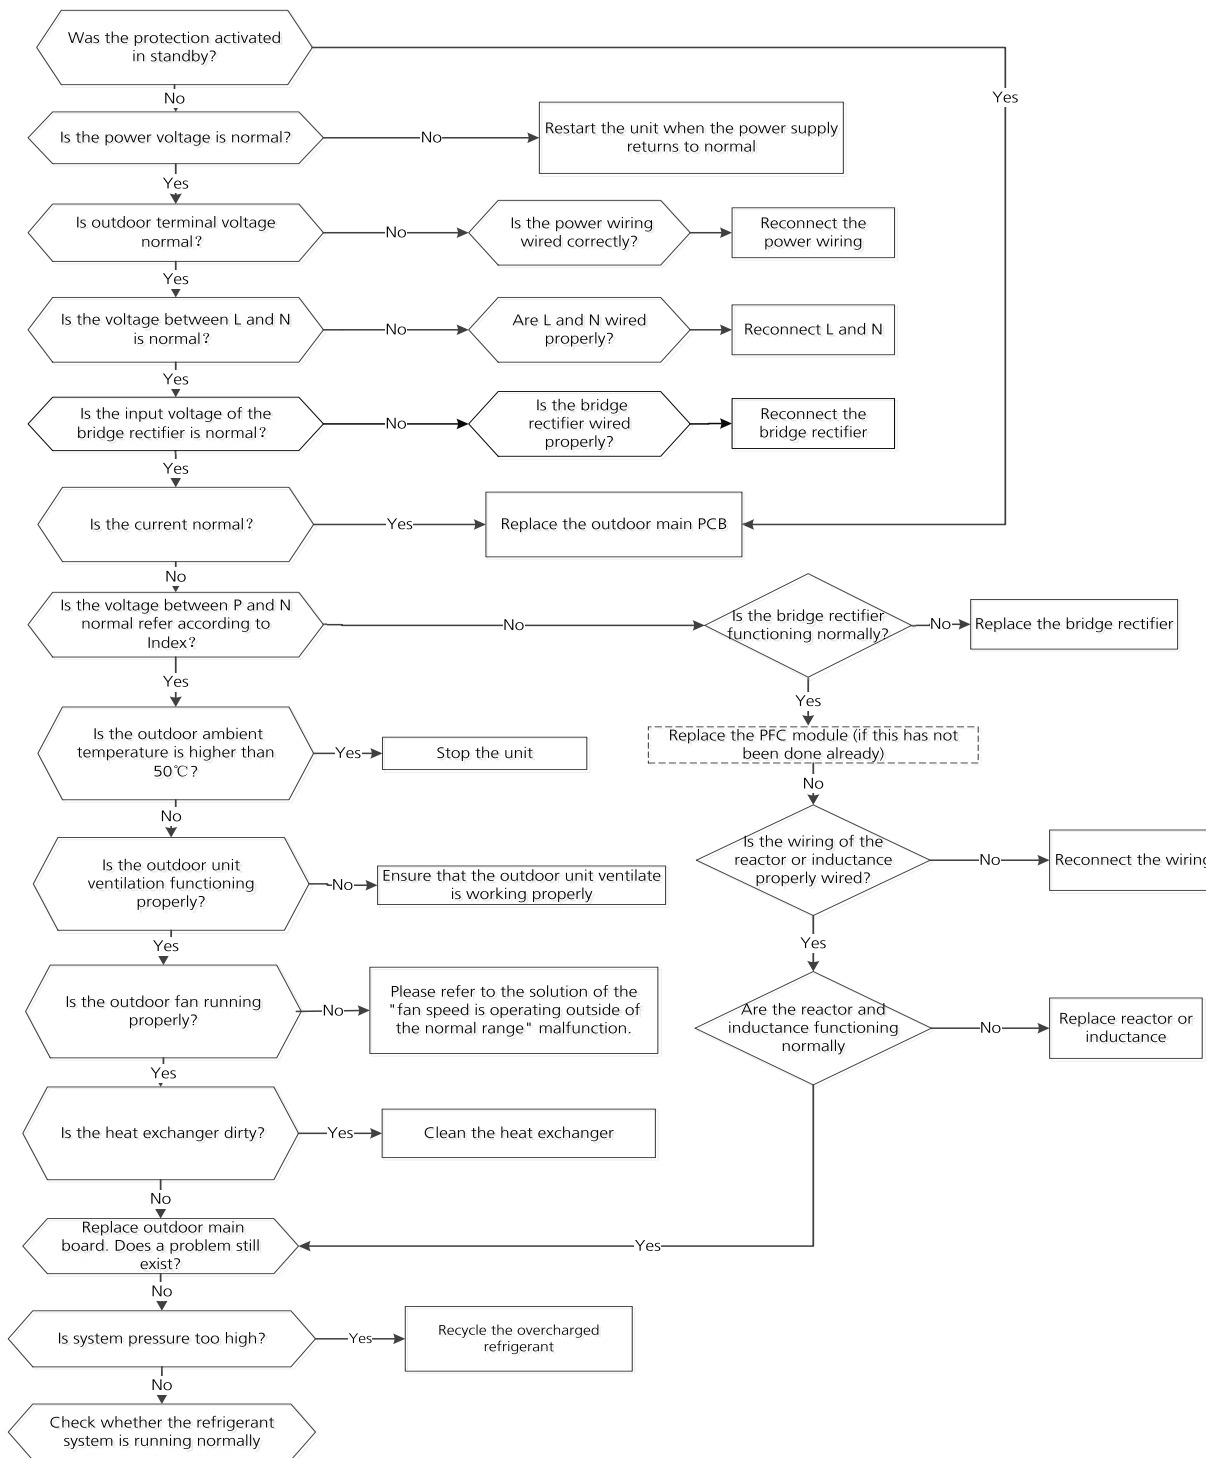 Was the protection activated
in standby?
Yes
No
Is the power voltage is normal?
No
Restart the unit when the power supply
returns to normal
Yes
Is outdoor terminal voltage
normal?
No
Is the power wiring
wired correctly?
Reconnect the
power wiring
Yes
Is the voltage between L and N
is normal?
No
Are L and N wired
properly?
Reconnect L and N
Yes
Is the input voltage of the
bridge rectifier is normal?
No
Is the bridge
rectifier wired
properly?
Reconnect the
bridge rectifier
Yes
Is the current normal?
Yes
Replace the outdoor main PCB
No
Is the voltage between P and N
normal refer according to
Index?
No
Is the bridge rectifier
functioning normally?
No
Replace the bridge rectifier
Yes
Yes
Is the outdoor ambient
temperature is higher than
50℃?
Yes
Stop the unit
Replace the PFC module (if this has not
been done already)
No
No
Is the outdoor unit
ventilation functioning
properly?
No
Ensure that the outdoor unit ventilate
is working properly
Is the wiring of the
reactor or inductance
properly wired?
No
Reconnect the wiring
Yes
Yes
Is the outdoor fan running
properly?
No
Please refer to the solution of the
"fan speed is operating outside of
the normal range" malfunction.
Are the reactor and
inductance functioning
normally
No
Replace reactor or
inductance
Yes
Is the heat exchanger dirty?
Yes
Clean the heat exchanger
No
Replace outdoor main
board. Does a problem still
exist?
Yes
No
Is system pressure too high?
Yes
Recycle the overcharged
refrigerant
No
Check whether the refrigerant
system is running normally